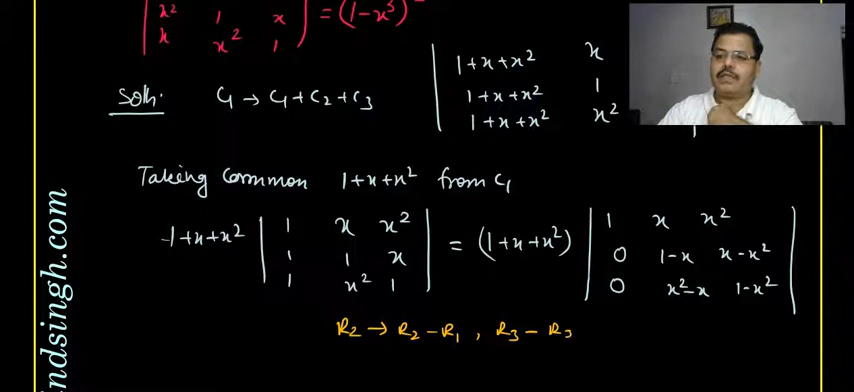 | x² 1 x | = (1-x³)
| x x² 1 |
Soln. C₁ → C₁+C₂+C₃ | 1+x+x² x
| 1+x+x² 1
| 1+x+x² x²
Taking Common 1+x+x² from C₁
1+x+x² | 1 x x² | = (1+x+x²) | 1 x x² |
| 1 1 x | | 0 1-x x-x² |
| 1 x² 1 | | 0 x²-x 1-x² |
R₂ → R₂ - R₁ , R₃ - R₃
ndsingh.com